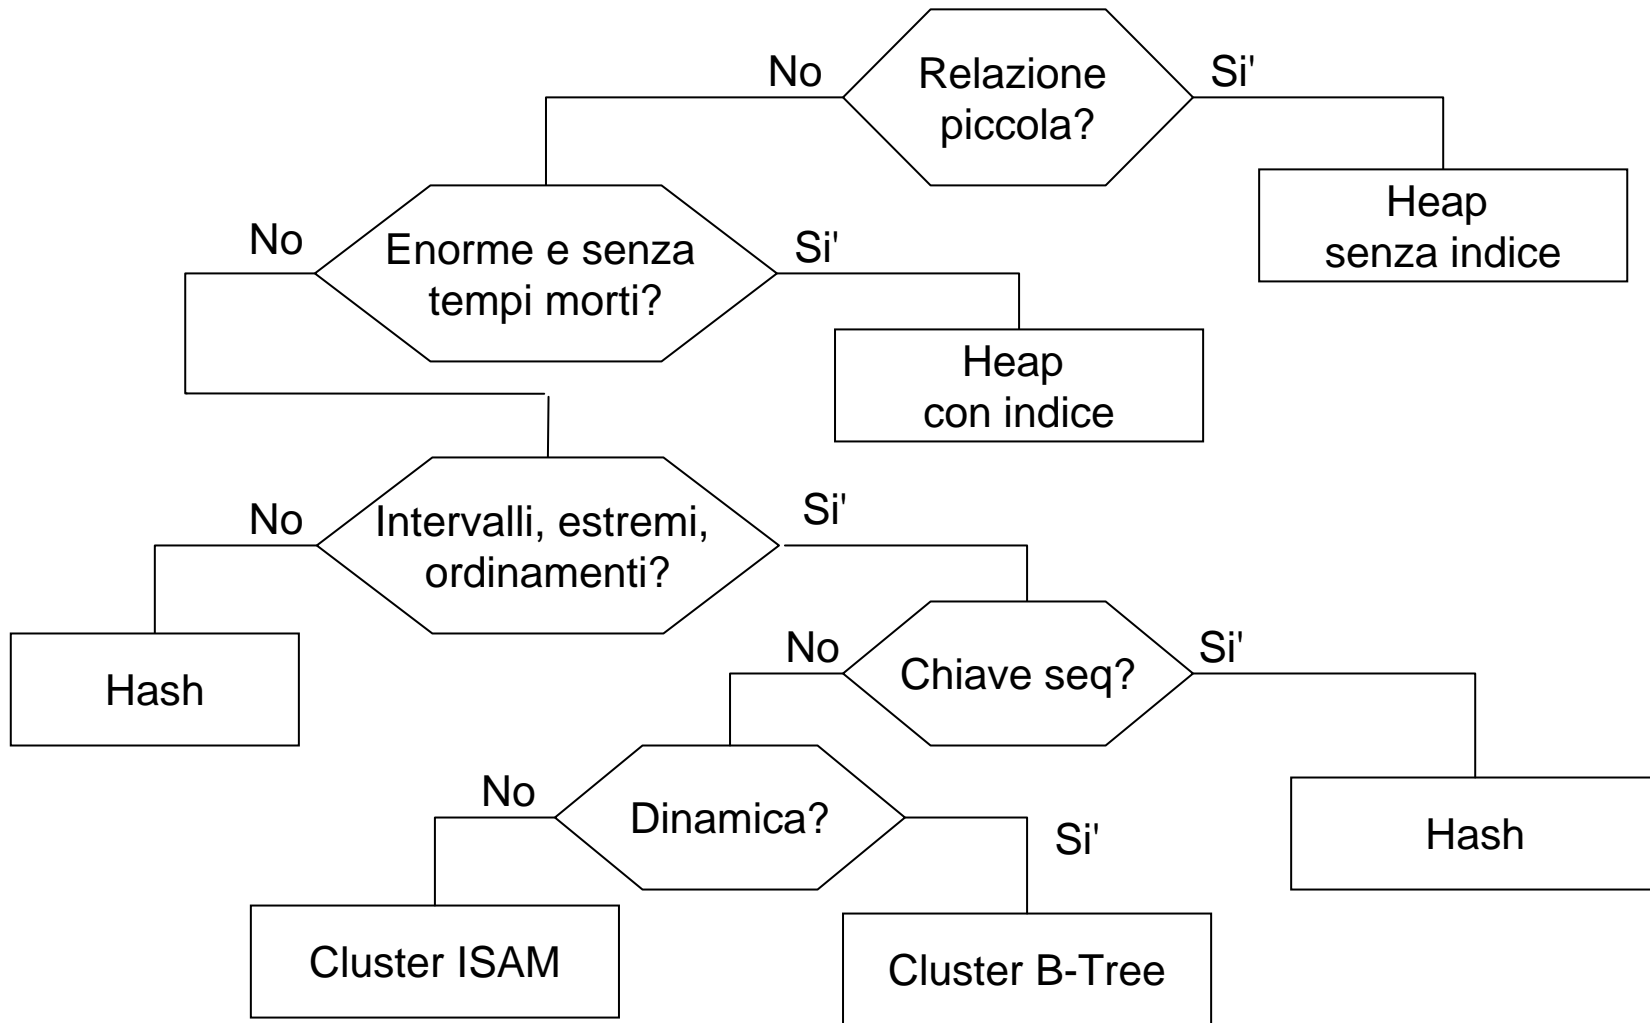 No
Relazione
piccola?
Si'
Heap
senza indice
No
Enorme e senza
tempi morti?
Si'
Heap
con indice
No
Intervalli, estremi,
ordinamenti?
Si'
Hash
No
Chiave seq?
Si'
Hash
No
Dinamica?
Si'
Cluster ISAM
Cluster B-Tree